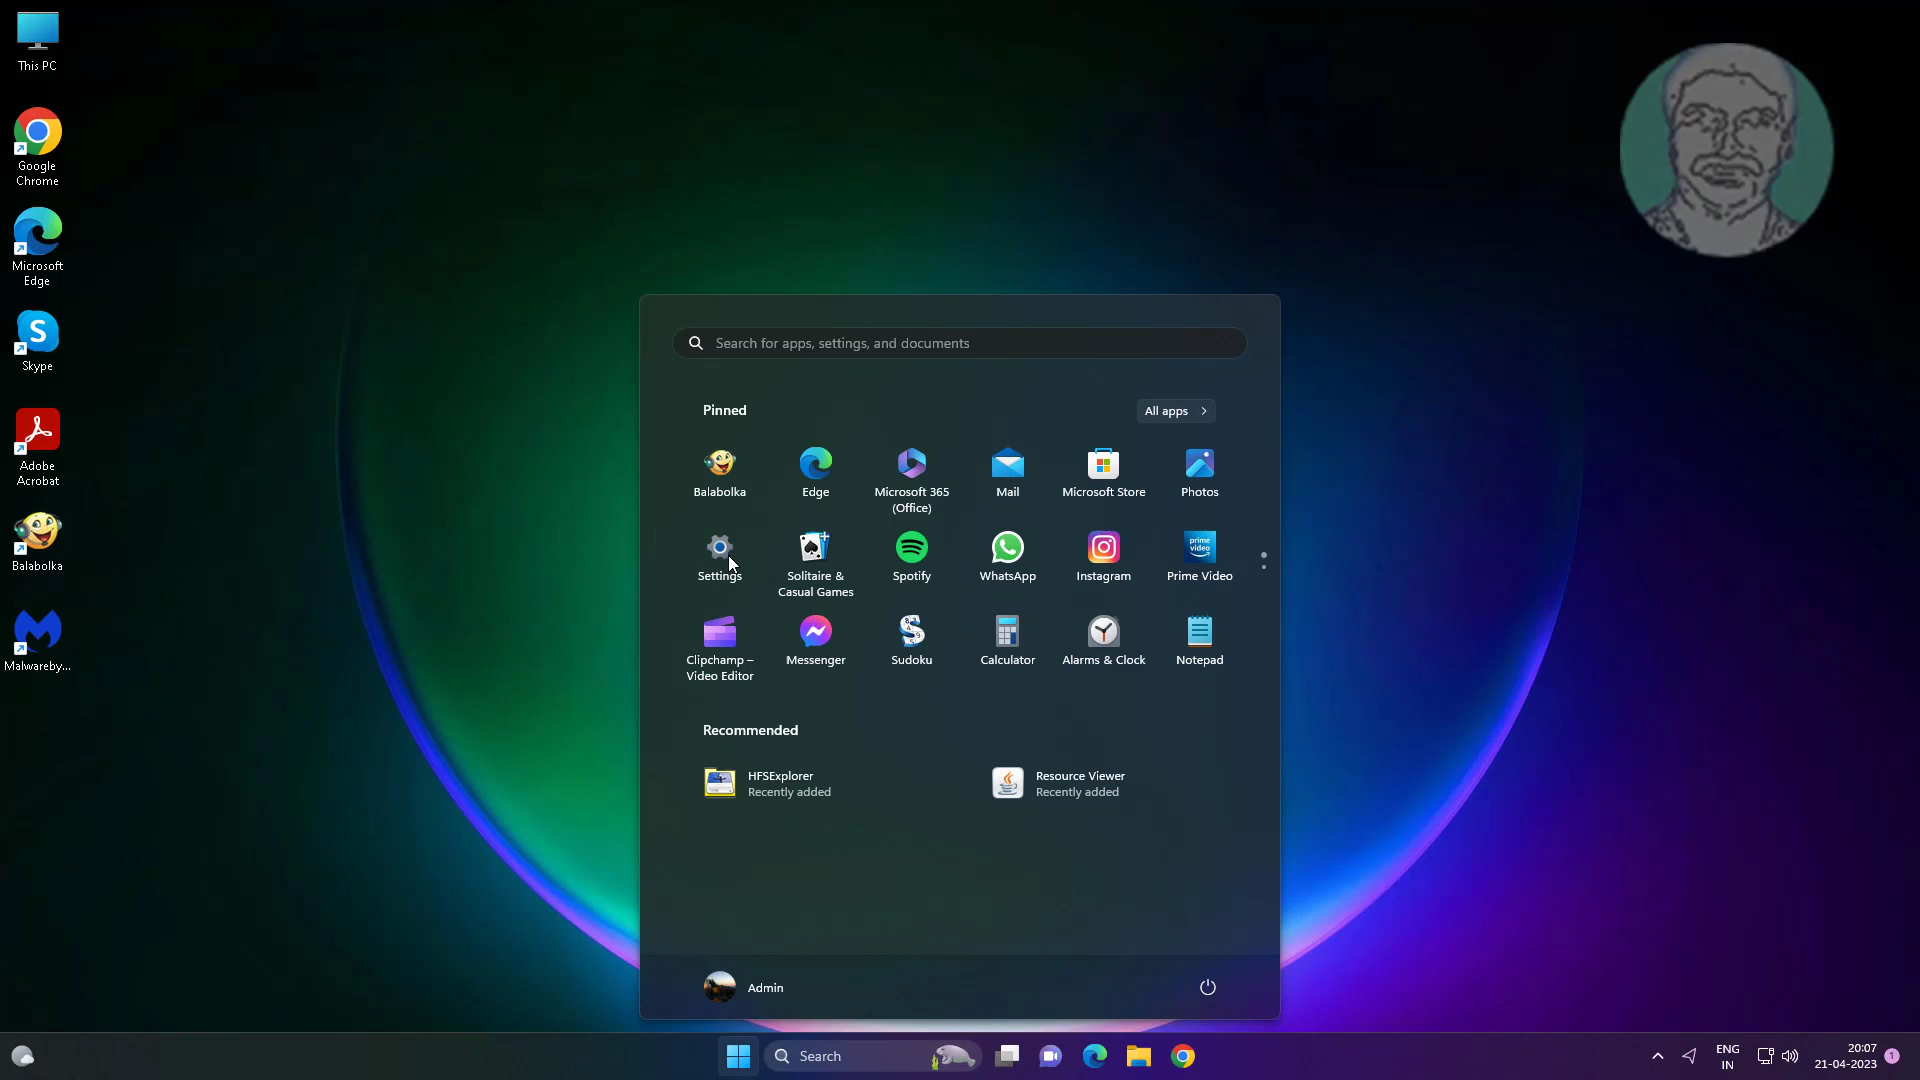 This PC
Google
Chrome
Microsoft
Edge
Skype
Adobe
Acrobat
Balabolka
Malwareby...
Search for apps, settings, and documents
Pinned
All apps
Balabolka
Edge
Microsoft 365
(Office)
Mail
Microsoft Store
Photos
Settings
Solitaire &
Casual Games
Spotify
WhatsApp
Instagram
prime
video
Prime Video
Clipchamp –
Video Editor
Messenger
Sudoku
Calculator
Alarms & Clock
Notepad
Recommended
HFSExplorer
Recently added
Resource Viewer
Recently added
Admin
Search
ENG
IN
20:07
21-04-2023
1